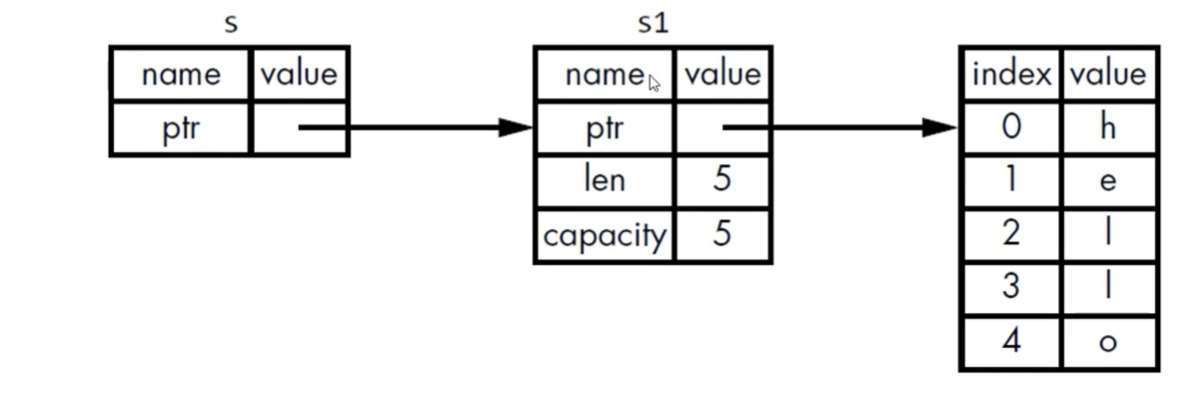 s
name value
ptr
s1
name value
ptr
len 5
capacity 5
index value
0 h
1 e
2 l
3 l
4 o